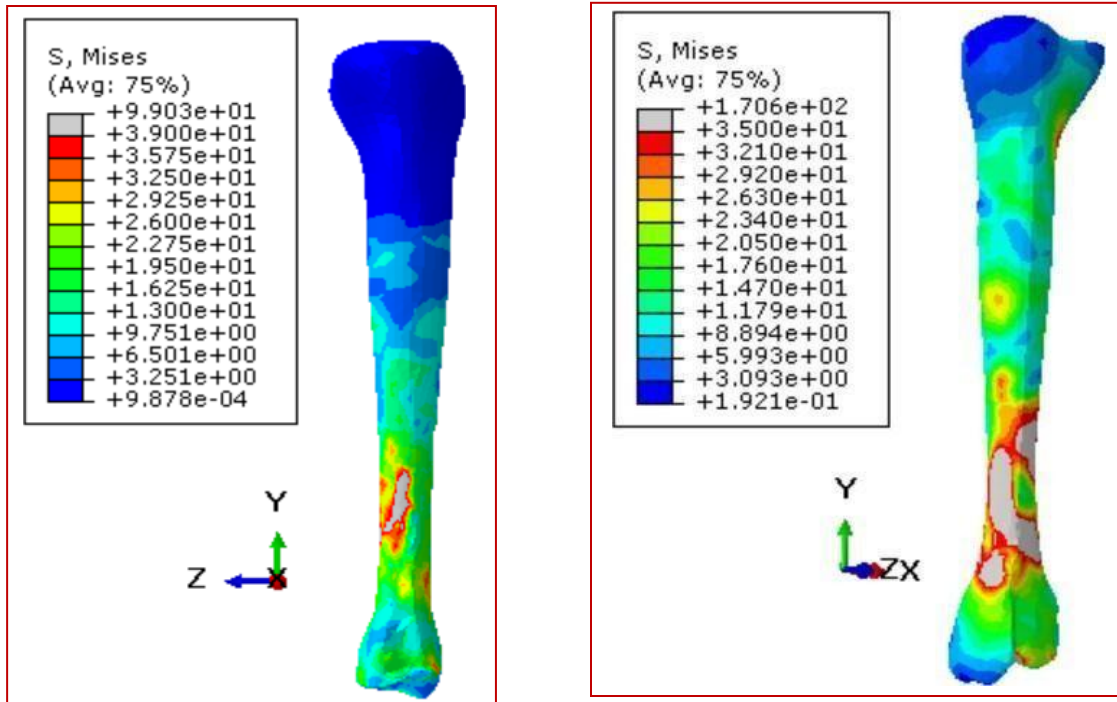 S, Mises
(Avg: 75%)
+9.903e+01
+3.900e+01
+3.575e+01
+3.250e+01
+2.925e+01
+2.600e+01
+2.275e+01
+1.950e+01
+1.625e+01
+1.300e+01
+9.751e+00
+6.501e+00
+3.251e+00
+9.878e-04
Y
Z
X
S, Mises
(Avg: 75%)
+1.706e+02
+3.500e+01
+3.210e+01
+2.920e+01
+2.630e+01
+2.340e+01
+2.050e+01
+1.760e+01
+1.470e+01
+1.179e+01
+8.894e+00
+5.993e+00
+3.093e+00
+1.921e-01
Y
ZX